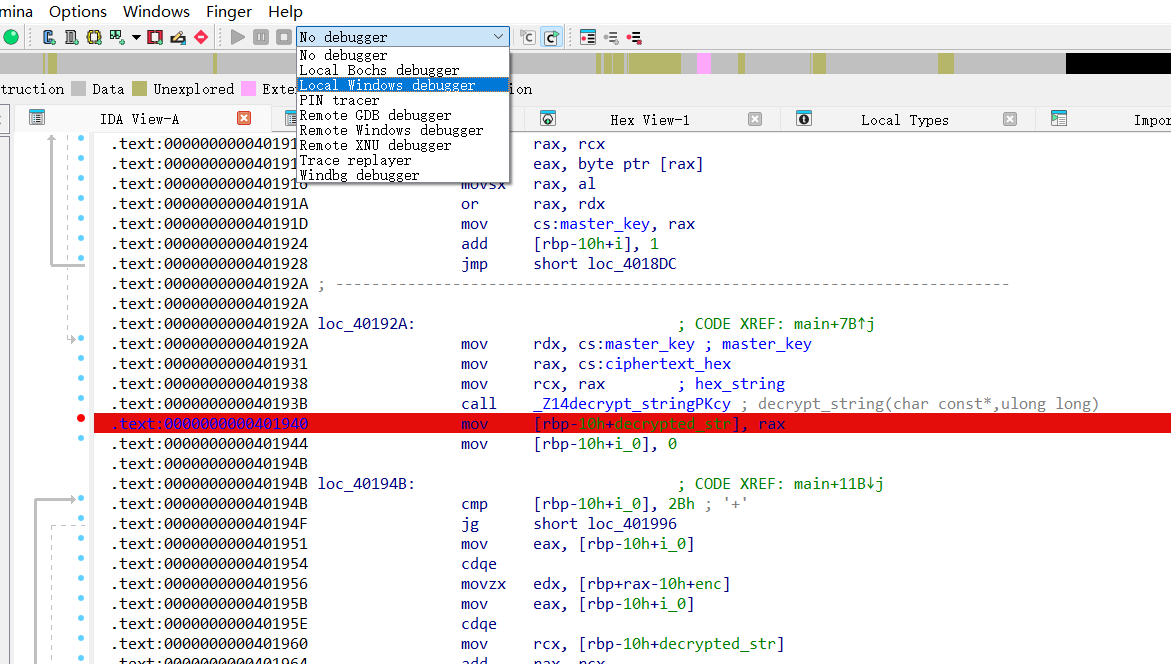 mina Options Windows Finger Help
No debugger
No debugger
Local Bochs debugger
Local Windows debugger
PIN tracer
Remote GDB debugger
Remote Windows debugger
Remote XNU debugger
Trace replayer
Windbg debugger
truction Data Unexplored Exte on
IDA View-A Hex View-1 Local Types Impor
rax, rcx
eax, byte ptr [rax]
movsx rax, al
.text:000000000040191A or rax, rdx
.text:000000000040191D mov cs:master_key, rax
.text:0000000000401924 add [rbp-10h+i], 1
.text:0000000000401928 jmp short loc_4018DC
.text:000000000040192A ; ---------------------------------------------------------------------------
.text:000000000040192A
.text:000000000040192A loc_40192A: ; CODE XREF: main+7B↑j
.text:000000000040192A mov rdx, cs:master_key ; master_key
.text:0000000000401931 mov rax, cs:ciphertext_hex
.text:0000000000401938 mov rcx, rax ; hex_string
.text:000000000040193B call _Z14decrypt_stringPKcy ; decrypt_string(char const*,ulong long)
.text:0000000000401940 mov [rbp-10h+decrypted_str], rax
.text:0000000000401944 mov [rbp-10h+i_0], 0
.text:000000000040194B
.text:000000000040194B loc_40194B: ; CODE XREF: main+11B↓j
.text:000000000040194B cmp [rbp-10h+i_0], 2Bh ; '+'
.text:000000000040194F jg short loc_401996
.text:0000000000401951 mov eax, [rbp-10h+i_0]
.text:0000000000401954 cdqe
.text:0000000000401956 movzx edx, [rbp+rax-10h+enc]
.text:000000000040195B mov eax, [rbp-10h+i_0]
.text:000000000040195E cdqe
.text:0000000000401960 mov rcx, [rbp-10h+decrypted_str]
.text:0000000000401964 add rax, rcx